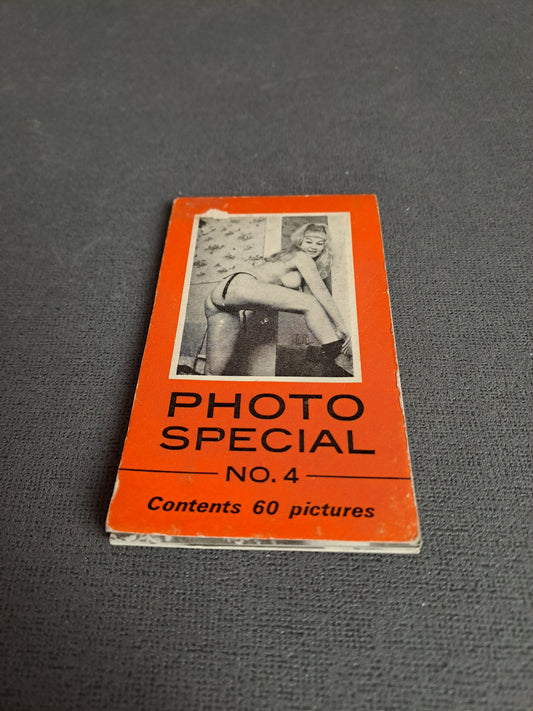 PHOTO
SPECIAL
NO. 4
Contents 60 pictures